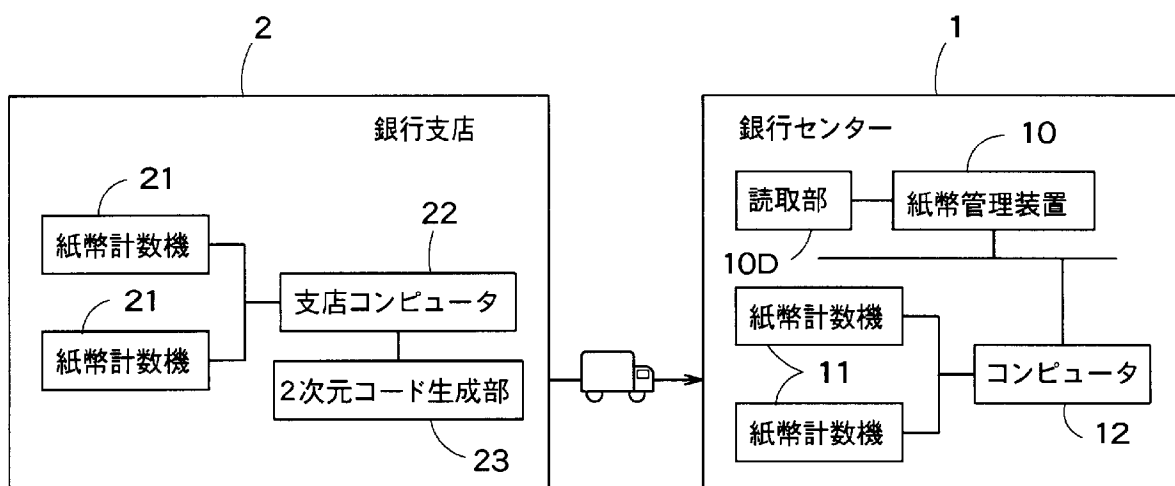 2
銀行支店
21
紙幣計数機
21
紙幣計数機
22
支店コンピュータ
2次元コード生成部
23
1
銀行センター
10
読取部
紙幣管理装置
10D
紙幣計数機
11
紙幣計数機
コンピュータ
12